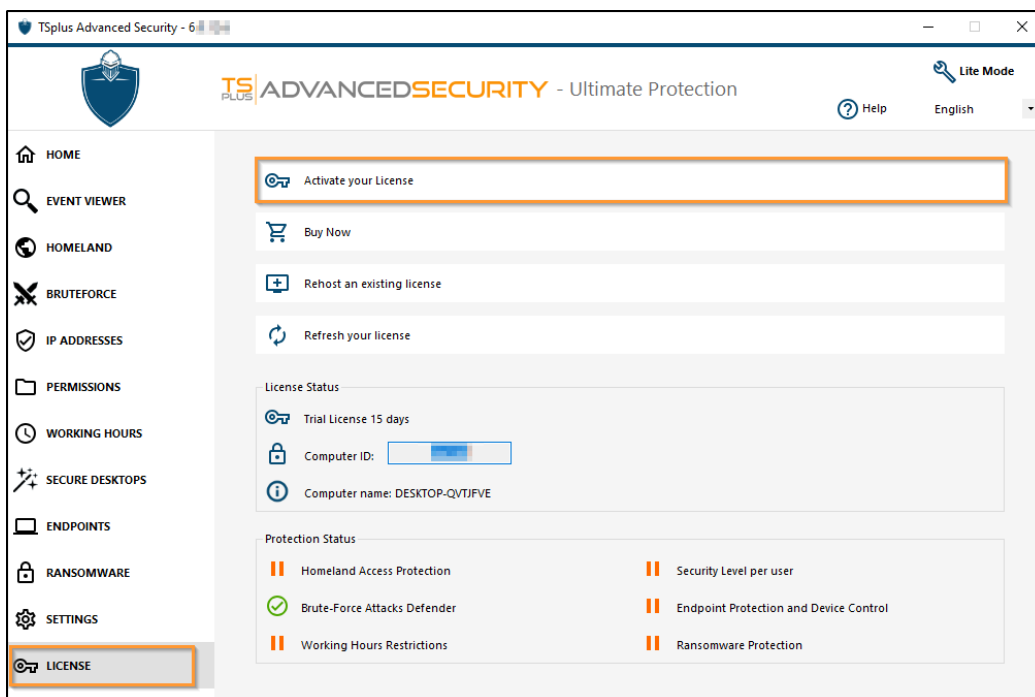 TSplus Advanced Security - 6
TS PLUS ADVANCEDSECURITY - Ultimate Protection
Lite Mode
Help
English
HOME
EVENT VIEWER
HOMELAND
BRUTEFORCE
IP ADDRESSES
PERMISSIONS
WORKING HOURS
SECURE DESKTOPS
ENDPOINTS
RANSOMWARE
SETTINGS
LICENSE
Activate your License
Buy Now
Rehost an existing license
Refresh your license
License Status
Trial License 15 days
Computer ID:
Computer name: DESKTOP-QVTJFVE
Protection Status
Homeland Access Protection
Security Level per user
Brute-Force Attacks Defender
Endpoint Protection and Device Control
Working Hours Restrictions
Ransomware Protection